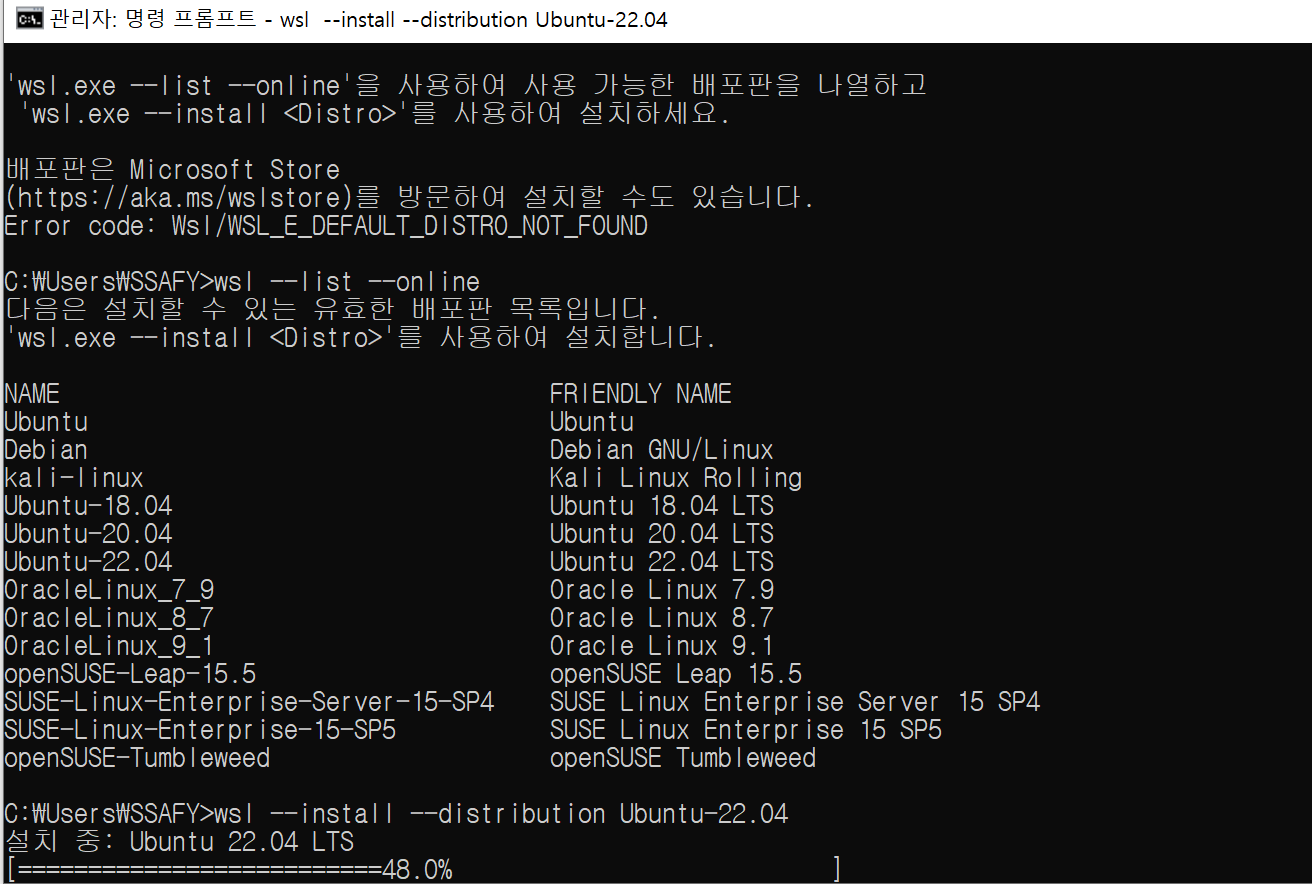 관리자: 명령 프롬프트 - wsl  --install --distribution Ubuntu-22.04
'wsl.exe --list --online'을 사용하여 사용 가능한 배포판을 나열하고
 'wsl.exe --install <Distro>'를 사용하여 설치하세요.
배포판은 Microsoft Store
(https://aka.ms/wslstore)를 방문하여 설치할 수도 있습니다.
Error code: Wsl/WSL_E_DEFAULT_DISTRO_NOT_FOUND
C:₩Users₩SSAFY>wsl --list --online
다음은 설치할 수 있는 유효한 배포판 목록입니다.
'wsl.exe --install <Distro>'를 사용하여 설치합니다.
NAME FRIENDLY NAME
Ubuntu Ubuntu
Debian Debian GNU/Linux
kali-linux Kali Linux Rolling
Ubuntu-18.04 Ubuntu 18.04 LTS
Ubuntu-20.04 Ubuntu 20.04 LTS
Ubuntu-22.04 Ubuntu 22.04 LTS
OracleLinux_7_9 Oracle Linux 7.9
OracleLinux_8_7 Oracle Linux 8.7
OracleLinux_9_1 Oracle Linux 9.1
openSUSE-Leap-15.5 openSUSE Leap 15.5
SUSE-Linux-Enterprise-Server-15-SP4 SUSE Linux Enterprise Server 15 SP4
SUSE-Linux-Enterprise-15-SP5 SUSE Linux Enterprise 15 SP5
openSUSE-Tumbleweed openSUSE Tumbleweed
C:₩Users₩SSAFY>wsl --install --distribution Ubuntu-22.04
설치 중: Ubuntu 22.04 LTS
[==========================48.0%                           ]